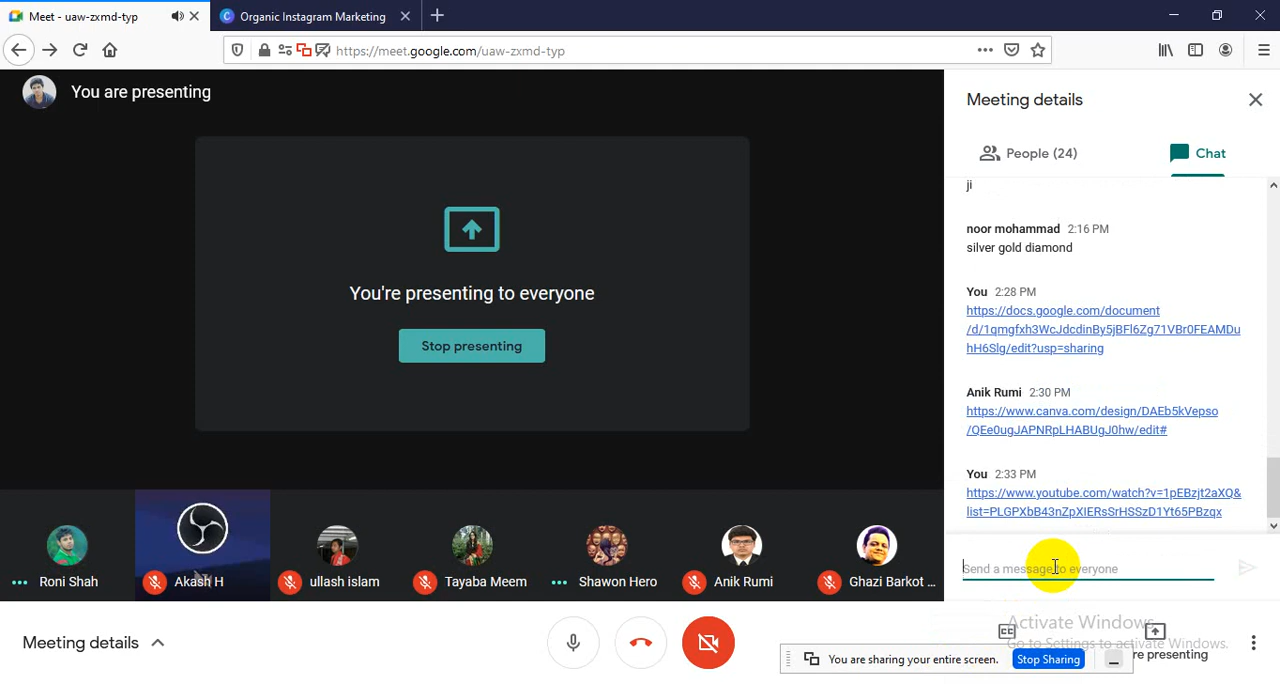 Meet - uaw-zxmd-typ
Organic Instagram Marketing
https://meet.google.com/uaw-zxmd-typ
You are presenting
You're presenting to everyone
Stop presenting
Roni Shah
Akash H
ullash islam
Tayaba Meem
Shawon Hero
Anik Rumi
Ghazi Barkot ...
Meeting details
Meeting details
People (24)
Chat
ji
noor mohammad 2:16 PM
silver gold diamond
You 2:28 PM
https://docs.google.com/document
/d/1qmgfxh3WcJdcdinBy5jBFl6Zg71VBr0FEAMDu
hH6Slg/edit?usp=sharing
Anik Rumi 2:30 PM
https://www.canva.com/design/DAEb5kVepso
/QEe0ugJAPNRpLHABUgJ0hw/edit#
You 2:33 PM
https://www.youtube.com/watch?v=1pEBzjt2aXQ&
list=PLGPXbB43nZpXIERsSrHSSzD1Yt65PBzqx
Send a message to everyone
CC
Activate Windows
Go to Settings to activate Windows.
re presenting
You are sharing your entire screen.
Stop Sharing